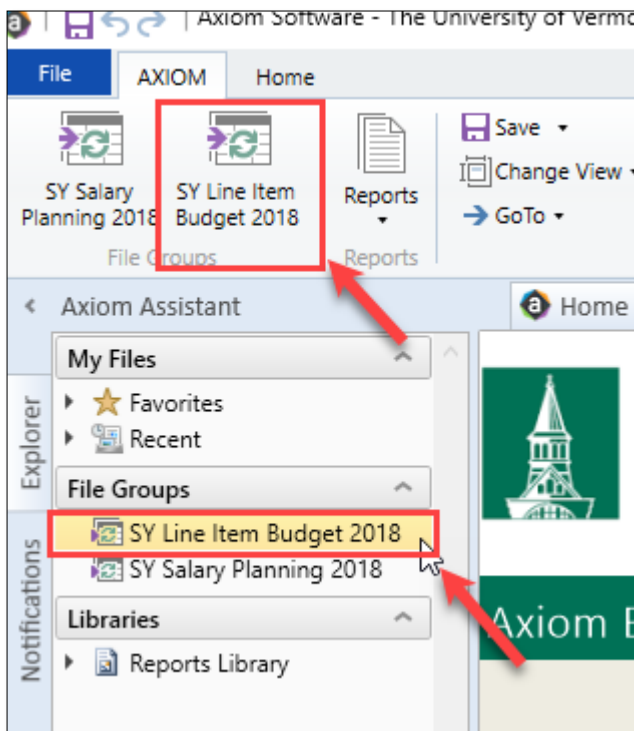 a Axiom Software - The University of Vermo
File AXIOM Home
SY Salary
Planning 2018
SY Line Item
Budget 2018
Reports
Save
Change View
GoTo
File Groups
Reports
Axiom Assistant
a Home
My Files
Favorites
Recent
File Groups
SY Line Item Budget 2018
SY Salary Planning 2018
Libraries
Reports Library
Explorer
Notifications
Axiom